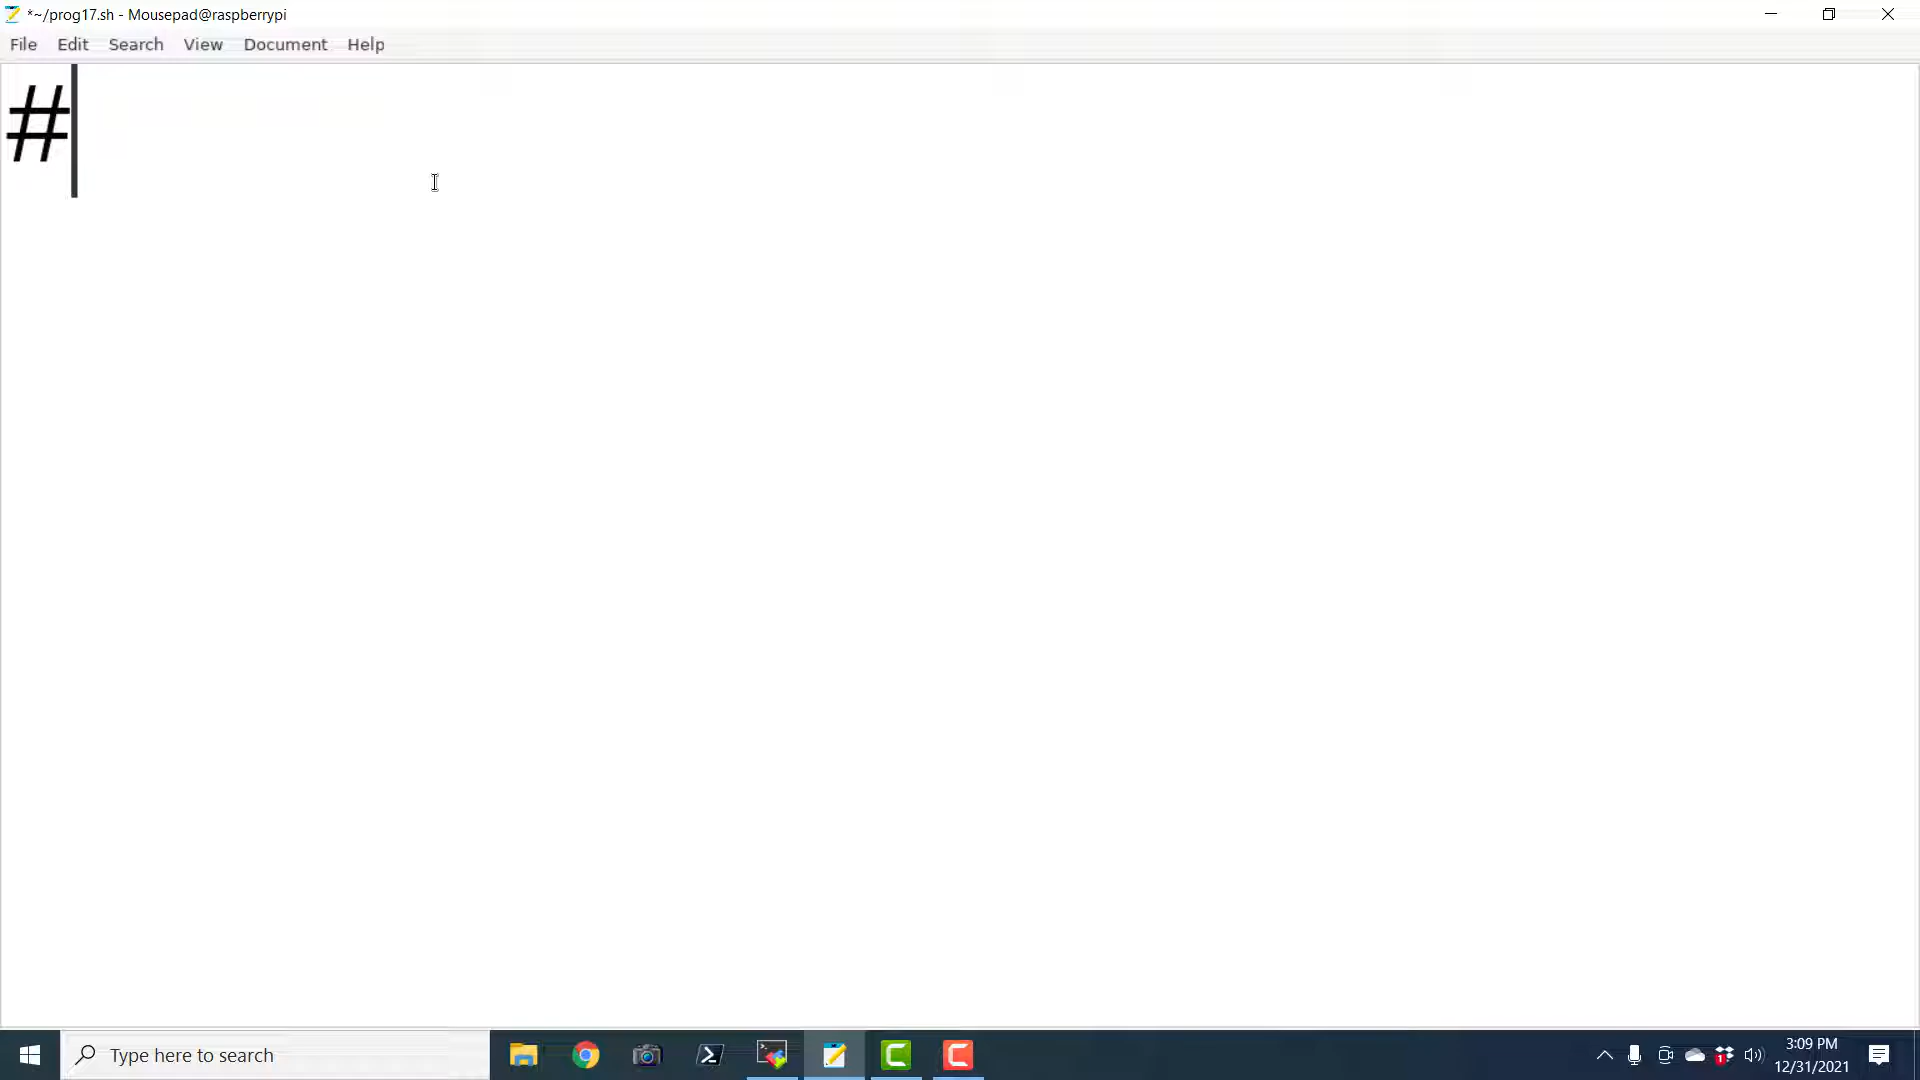 *~/prog17.sh - Mousepad@raspberrypi
File Edit Search View Document Help
#
Type here to search
1
3:09 PM
12/31/2021